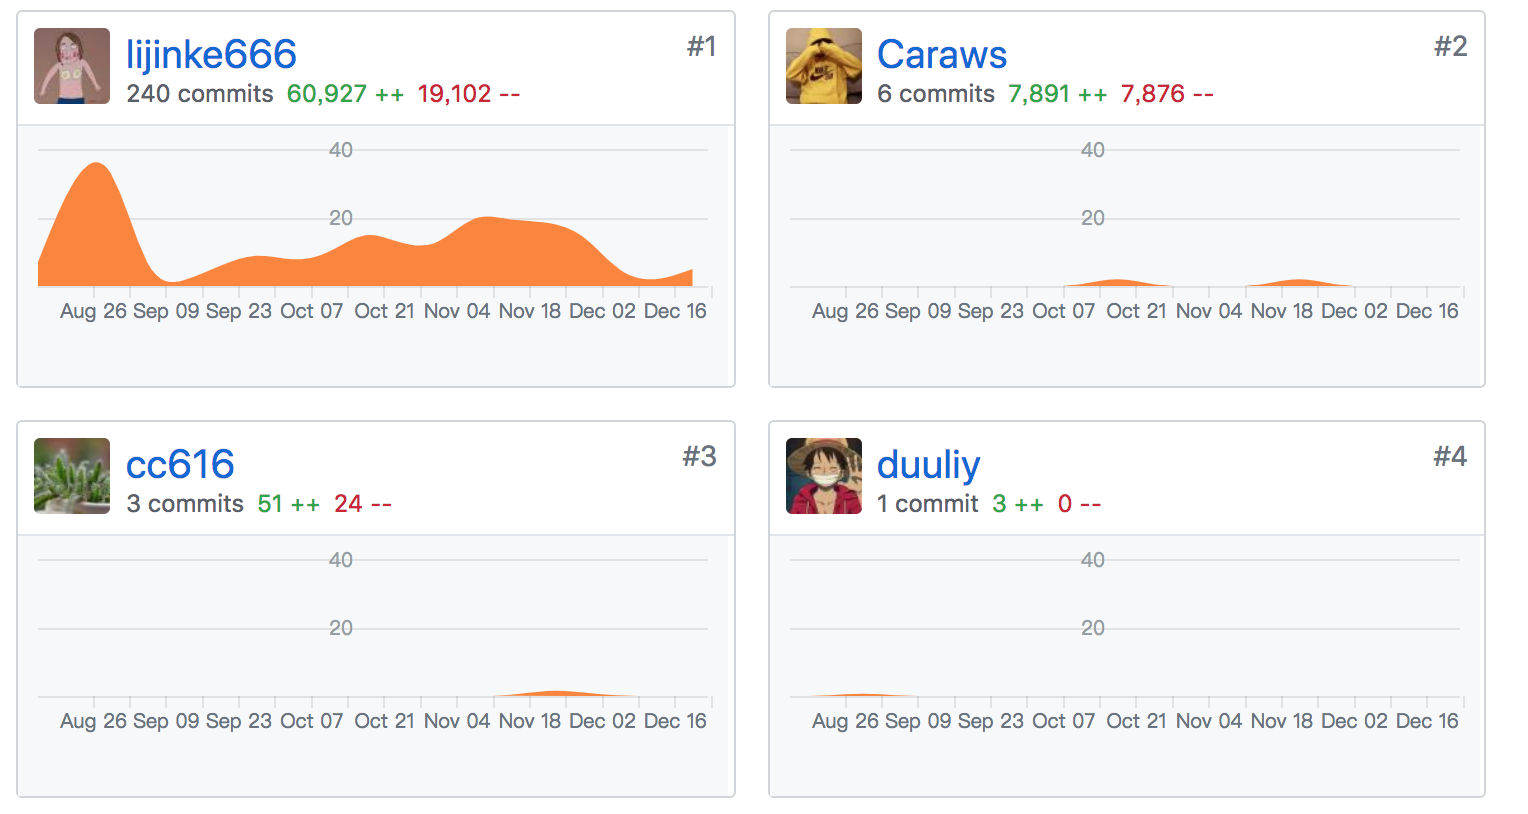 lijinke666 #1
240 commits 60,927 ++ 19,102 --
40
20
Aug 26 Sep 09 Sep 23 Oct 07 Oct 21 Nov 04 Nov 18 Dec 02 Dec 16
Caraws #2
6 commits 7,891 ++ 7,876 --
40
20
Aug 26 Sep 09 Sep 23 Oct 07 Oct 21 Nov 04 Nov 18 Dec 02 Dec 16
cc616 #3
3 commits 51 ++ 24 --
40
20
Aug 26 Sep 09 Sep 23 Oct 07 Oct 21 Nov 04 Nov 18 Dec 02 Dec 16
duuliy #4
1 commit 3 ++ 0 --
40
20
Aug 26 Sep 09 Sep 23 Oct 07 Oct 21 Nov 04 Nov 18 Dec 02 Dec 16